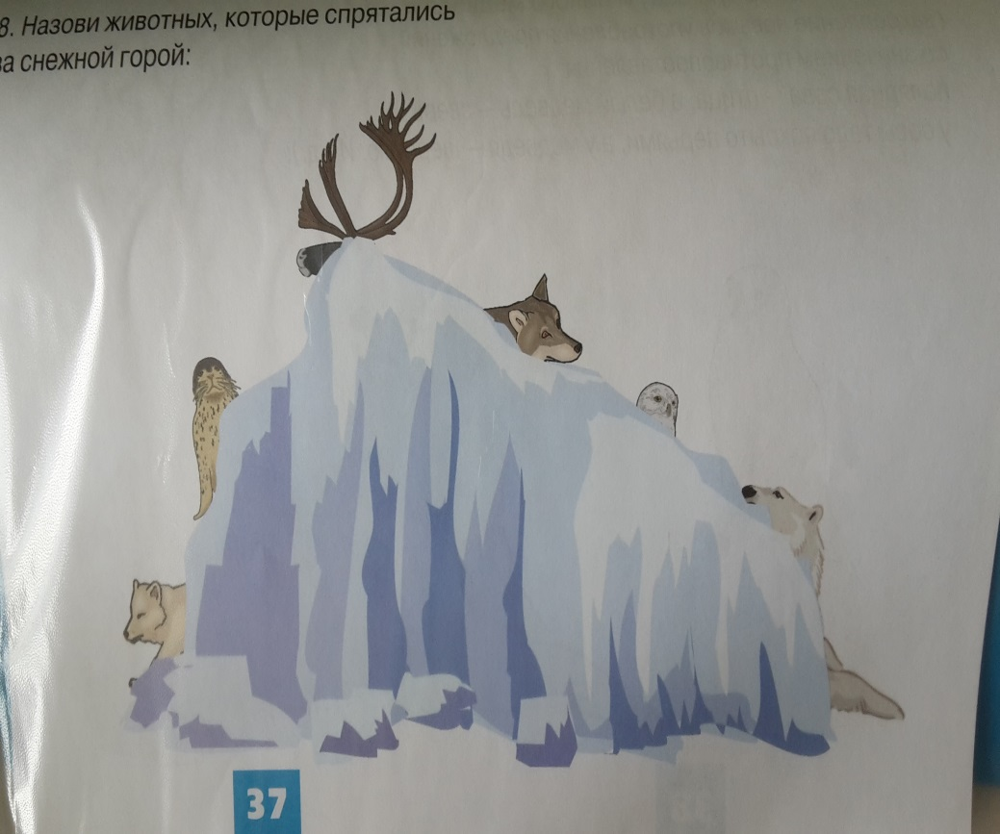 8. Назови животных, которые спрятались
за снежной горой:
37